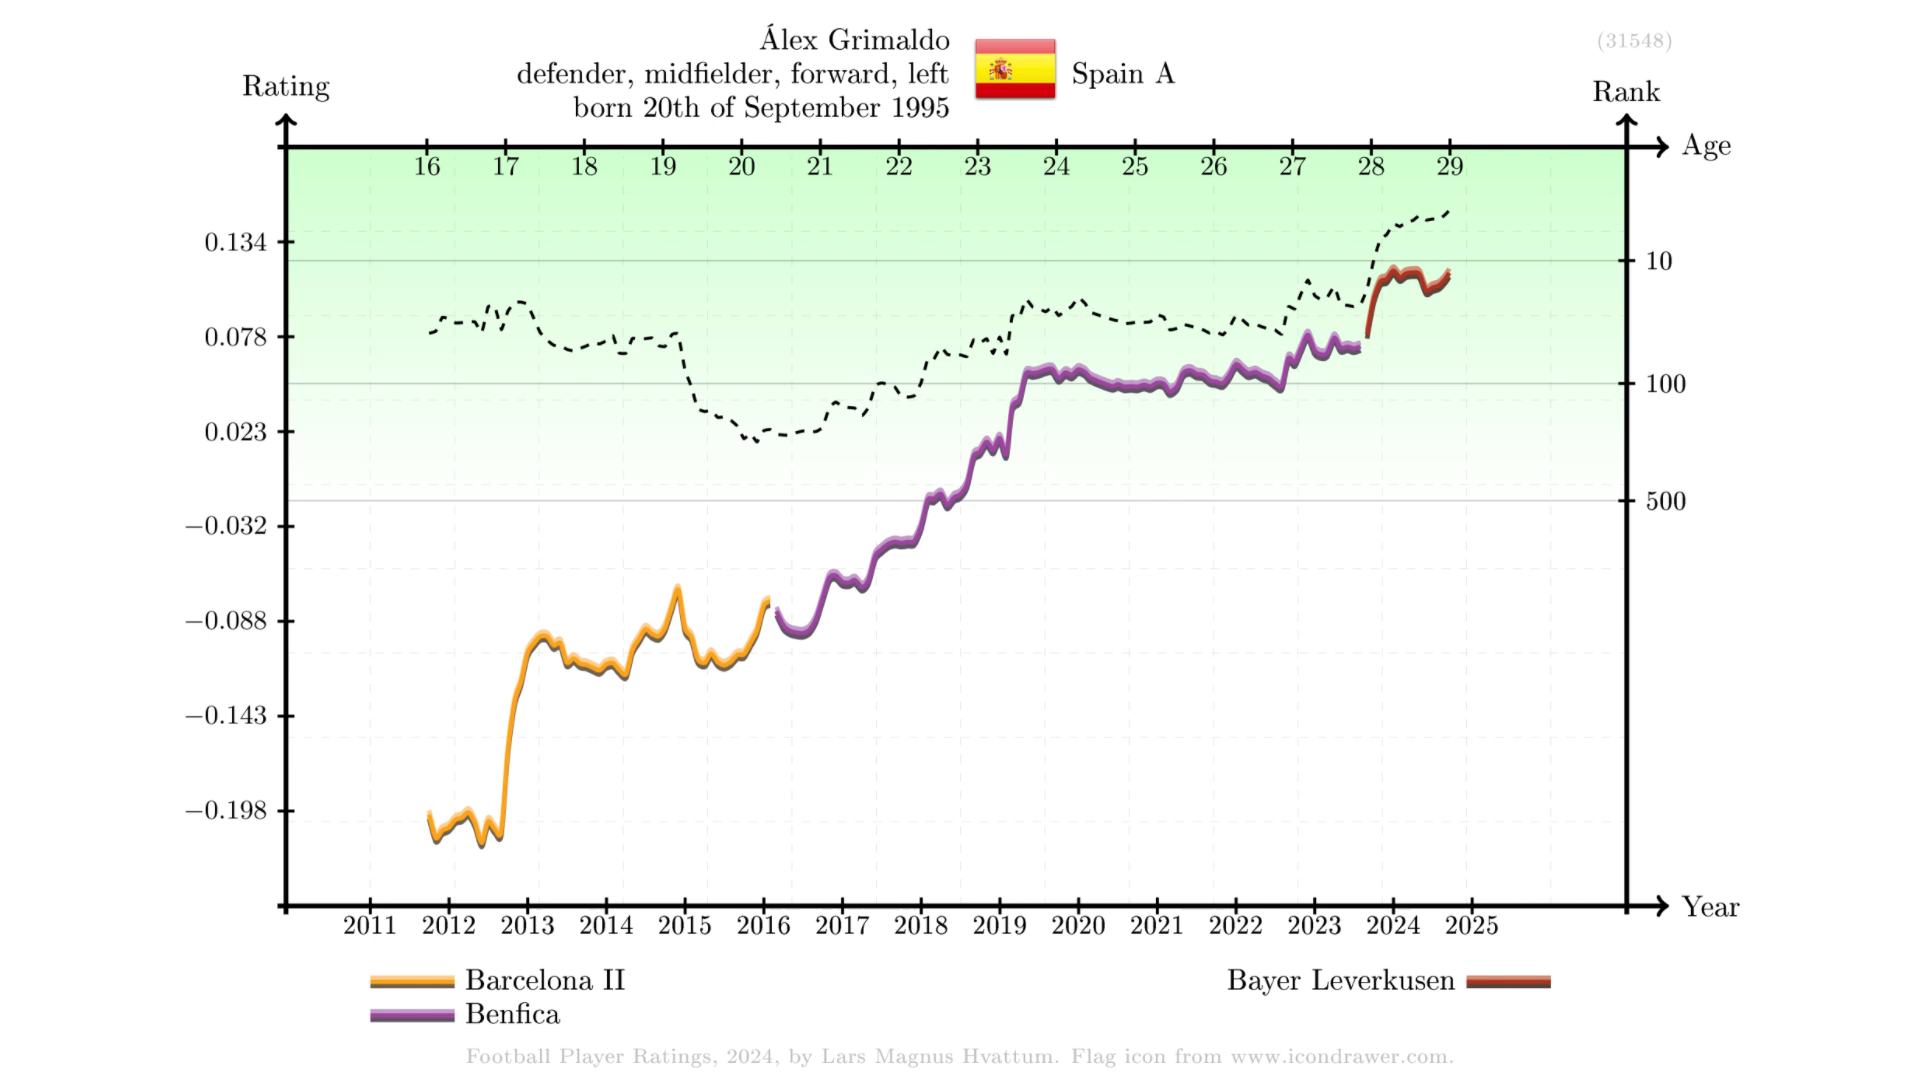 Álex Grimaldo
(31548)
defender, midfielder, forward, left
Spain A
Rating
Rank
born 20th of September 1995
Age
16 17 18 19 20 21 22 23 24 25 26 27 28 29
0.134
10
0.078
100
0.023
500
−0.032
−0.088
−0.143
−0.198
Year
2011 2012 2013 2014 2015 2016 2017 2018 2019 2020 2021 2022 2023 2024 2025
Barcelona II
Bayer Leverkusen
Benfica
Football Player Ratings, 2024, by Lars Magnus Hvattum. Flag icon from www.icondrawer.com.